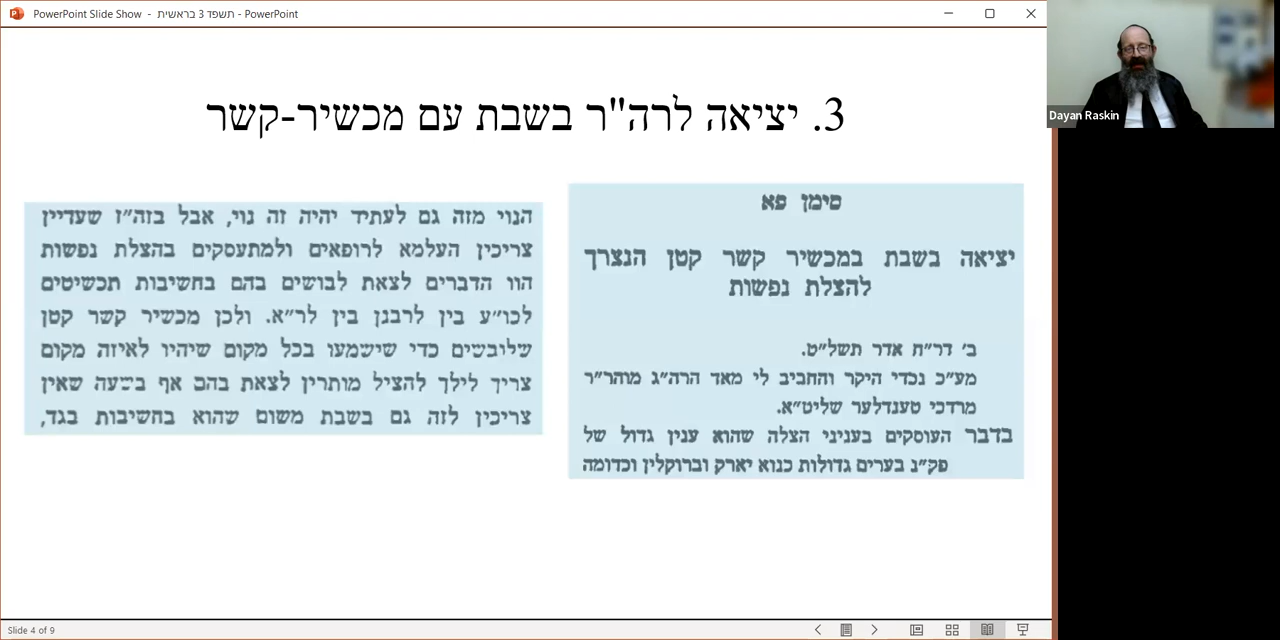 PowerPoint Slide Show - תשפד 3 בראשית - PowerPoint
Dayan Raskin
3. יציאה לרה"ר בשבת עם מכשיר-קשר
סימן פא
יציאה בשבת במכשיר קשר קטן הנצרך
להצלת נפשות
ב׳ דר״ח אדר תשל״ט.
מע״כ נכדי היקר והחביב לי מאד הרה״ג מוהר״ר
מרדכי טענדלער שליט״א.
בדבר העוסקים בעניני הצלה שהוא ענין גדול של
פק״נ בערים גדולות כנוא יארק וברוקלין וכדומה
הנוי מזה גם לעתיד יהיה זה נוי, אבל בזה״ז שעדיין
צריכין העלמא לרופאים ולמתעסקים בהצלת נפשות
הוו הדברים לצאת לבושים בהם בחשיבות תכשיטים
לכו״ע בין לרבנן בין לר״א. ולכן מכשיר קשר קטן
שלובשים כדי שישמעו בכל מקום שיהיו לאיזה מקום
צריך לילך להציל מותרין לצאת בהם אף בשעה שאין
צריכין לזה גם בשבת משום שהוא בחשיבות בגד,
Slide 4 of 9